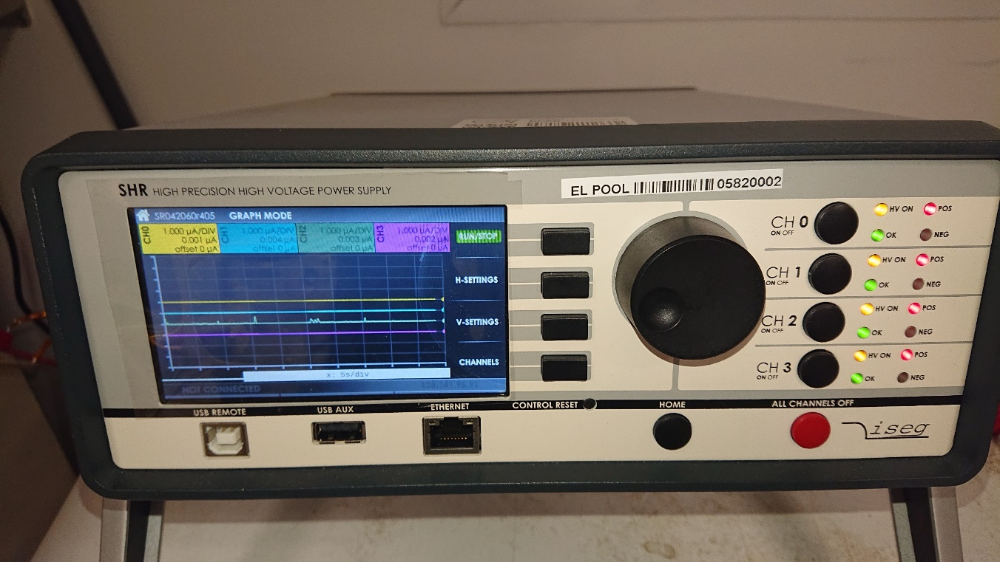 SHR HIGH PRECISION HIGH VOLTAGE POWER SUPPLY
EL POOL 05820002
SR042060r405 GRAPH MODE
CH0 1.000 µA/DIV
0.001 µA
offset 0 µA
CH1 1.000 µA/DIV
0.004 µA
offset 0 µA
CH2 1.000 µA/DIV
0.003 µA
offset 0 µA
CH3 1.000 µA/DIV
0.002 µA
offset 0 µA
RUN/STOP
H-SETTINGS
V-SETTINGS
CHANNELS
x: 5s/div
NOT CONNECTED
CH 0
ON OFF
HV ON POS
OK NEG
CH 1
ON OFF
HV ON POS
OK NEG
CH 2
ON OFF
HV ON POS
OK NEG
CH 3
ON OFF
HV ON POS
OK NEG
USB REMOTE
USB AUX
ETHERNET
CONTROL RESET
HOME
ALL CHANNELS OFF
iseg